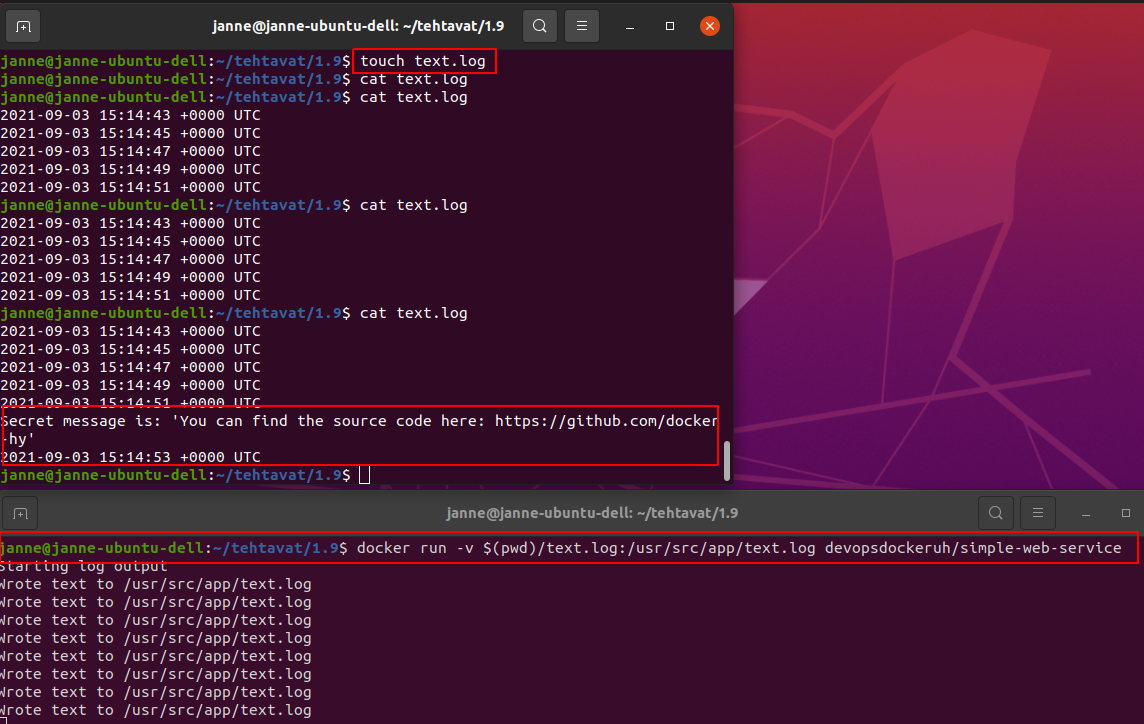 janne@janne-ubuntu-dell: ~/tehtavat/1.9
janne@janne-ubuntu-dell:~/tehtavat/1.9$ touch text.log
janne@janne-ubuntu-dell:~/tehtavat/1.9$ cat text.log
janne@janne-ubuntu-dell:~/tehtavat/1.9$ cat text.log
2021-09-03 15:14:43 +0000 UTC
2021-09-03 15:14:45 +0000 UTC
2021-09-03 15:14:47 +0000 UTC
2021-09-03 15:14:49 +0000 UTC
2021-09-03 15:14:51 +0000 UTC
janne@janne-ubuntu-dell:~/tehtavat/1.9$ cat text.log
2021-09-03 15:14:43 +0000 UTC
2021-09-03 15:14:45 +0000 UTC
2021-09-03 15:14:47 +0000 UTC
2021-09-03 15:14:49 +0000 UTC
2021-09-03 15:14:51 +0000 UTC
janne@janne-ubuntu-dell:~/tehtavat/1.9$ cat text.log
2021-09-03 15:14:43 +0000 UTC
2021-09-03 15:14:45 +0000 UTC
2021-09-03 15:14:47 +0000 UTC
2021-09-03 15:14:49 +0000 UTC
2021-09-03 15:14:51 +0000 UTC
Secret message is: 'You can find the source code here: https://github.com/docker
-hy'
2021-09-03 15:14:53 +0000 UTC
janne@janne-ubuntu-dell:~/tehtavat/1.9$
janne@janne-ubuntu-dell: ~/tehtavat/1.9
janne@janne-ubuntu-dell:~/tehtavat/1.9$ docker run -v $(pwd)/text.log:/usr/src/app/text.log devopsdockeruh/simple-web-service
Starting log output
Wrote text to /usr/src/app/text.log
Wrote text to /usr/src/app/text.log
Wrote text to /usr/src/app/text.log
Wrote text to /usr/src/app/text.log
Wrote text to /usr/src/app/text.log
Wrote text to /usr/src/app/text.log
Wrote text to /usr/src/app/text.log
Wrote text to /usr/src/app/text.log